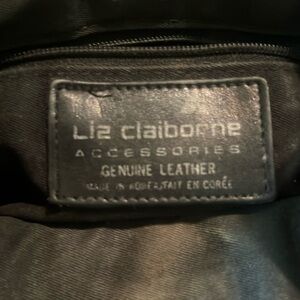 Liz claiborne
ACCESSORIES
GENUINE LEATHER
MADE IN KOREA/FAIT EN CORÉE